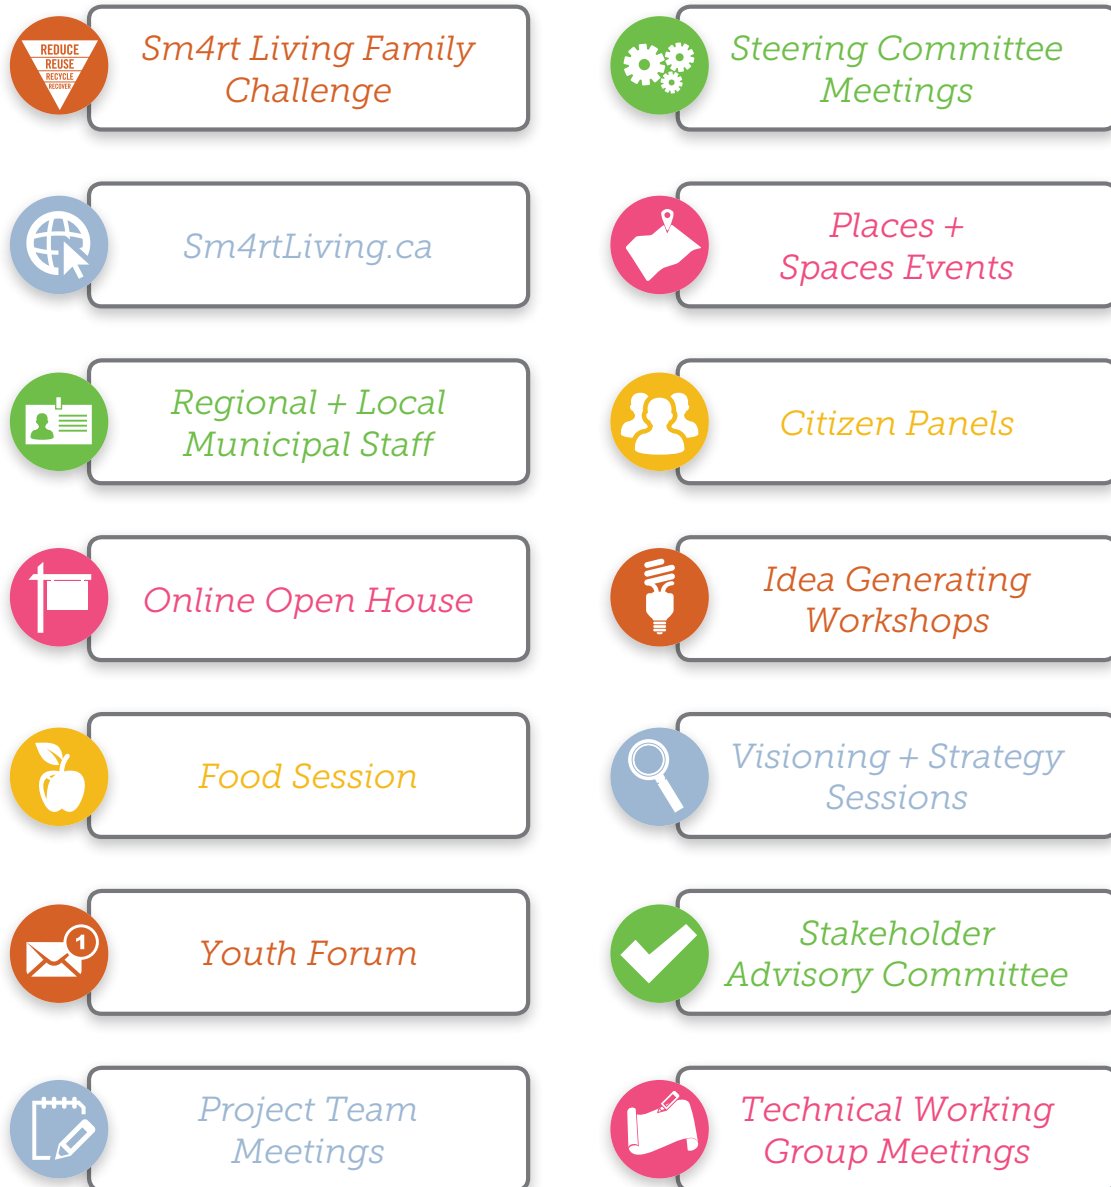 REDUCE
REUSE
RECYCLE
RECOVER
Sm4rt Living Family
Challenge
Steering Committee
Meetings
Sm4rtLiving.ca
Places +
Spaces Events
Regional + Local
Municipal Staff
Citizen Panels
Online Open House
Idea Generating
Workshops
Food Session
Visioning + Strategy
Sessions
1
Youth Forum
Stakeholder
Advisory Committee
Project Team
Meetings
Technical Working
Group Meetings